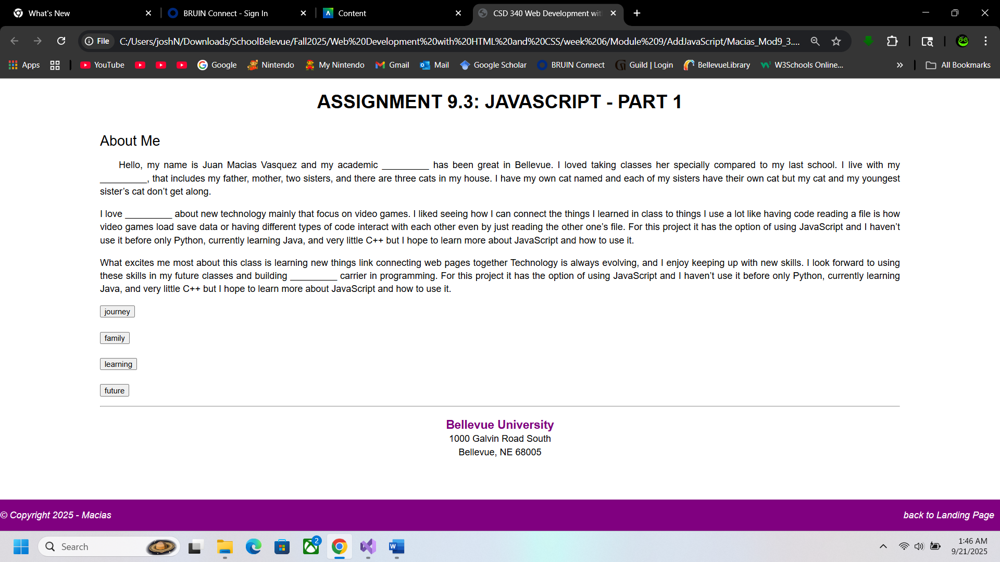 What's New
BRUIN Connect - Sign In
Content
CSD 340 Web Development wit
File
C:/Users/joshN/Downloads/SchoolBelevue/Fall2025/Web%20Development%20with%20HTML%20and%20CSS/week%206/Module%209/AddJavaScript/Macias_Mod9_3....
Apps
YouTube
Google
Nintendo
My Nintendo
Gmail
Mail
Google Scholar
BRUIN Connect
Guild | Login
BellevueLibrary
W3Schools Online...
»
All Bookmarks
ASSIGNMENT 9.3: JAVASCRIPT - PART 1
About Me
Hello, my name is Juan Macias Vasquez and my academic _________ has been great in Bellevue. I loved taking classes her specially compared to my last school. I live with my
_________, that includes my father, mother, two sisters, and there are three cats in my house. I have my own cat named and each of my sisters have their own cat but my cat and my youngest
sister’s cat don’t get along.
I love _________ about new technology mainly that focus on video games. I liked seeing how I can connect the things I learned in class to things I use a lot like having code reading a file is how
video games load save data or having different types of code interact with each other even by just reading the other one’s file. For this project it has the option of using JavaScript and I haven’t
use it before only Python, currently learning Java, and very little C++ but I hope to learn more about JavaScript and how to use it.
What excites me most about this class is learning new things link connecting web pages together Technology is always evolving, and I enjoy keeping up with new skills. I look forward to using
these skills in my future classes and building _________ carrier in programming. For this project it has the option of using JavaScript and I haven’t use it before only Python, currently learning
Java, and very little C++ but I hope to learn more about JavaScript and how to use it.
journey
family
learning
future
Bellevue University
1000 Galvin Road South
Bellevue, NE 68005
© Copyright 2025 - Macias
back to Landing Page
Search
2
1:46 AM
9/21/2025